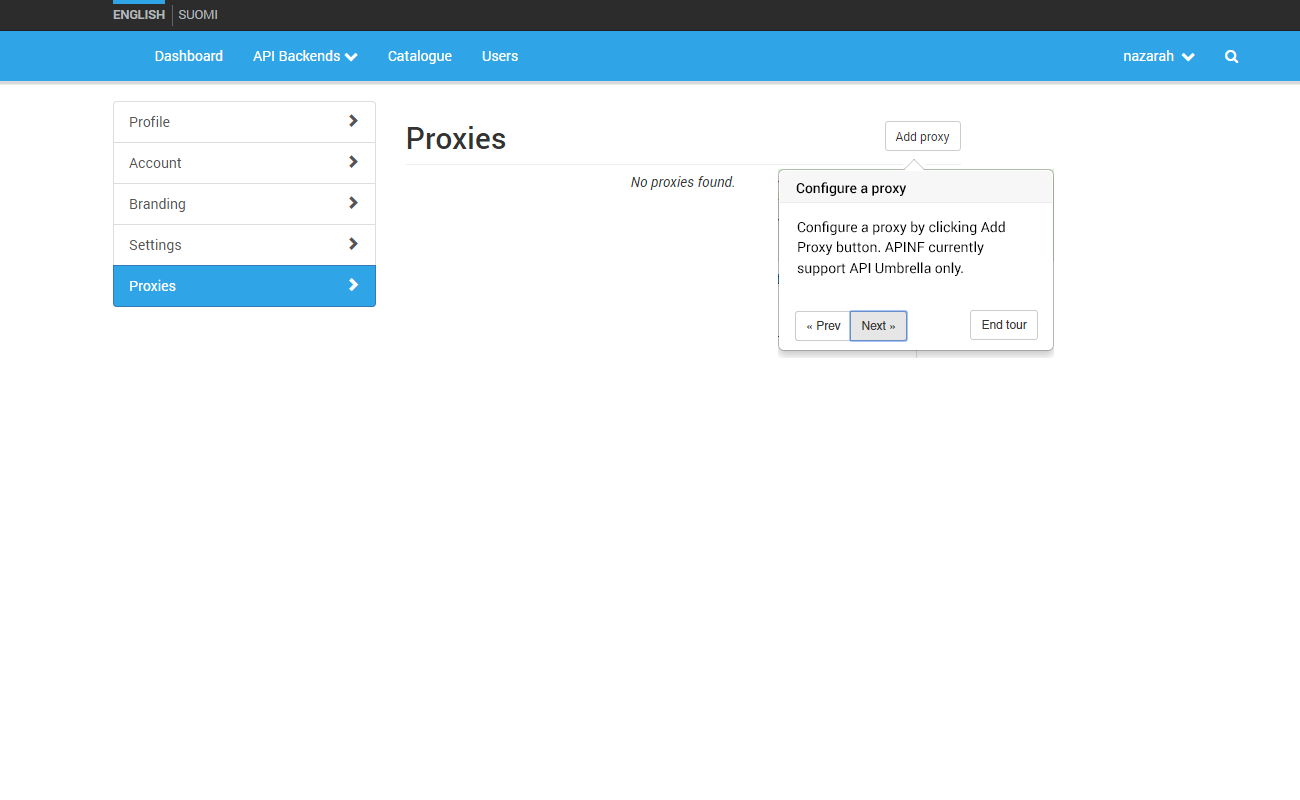 ENGLISH SUOMI
Dashboard API Backends Catalogue Users nazarah
Profile
Account
Branding
Settings
Proxies
Proxies Add proxy
No proxies found.
Configure a proxy
Configure a proxy by clicking Add
Proxy button. APINF currently
support API Umbrella only.
« Prev Next » End tour